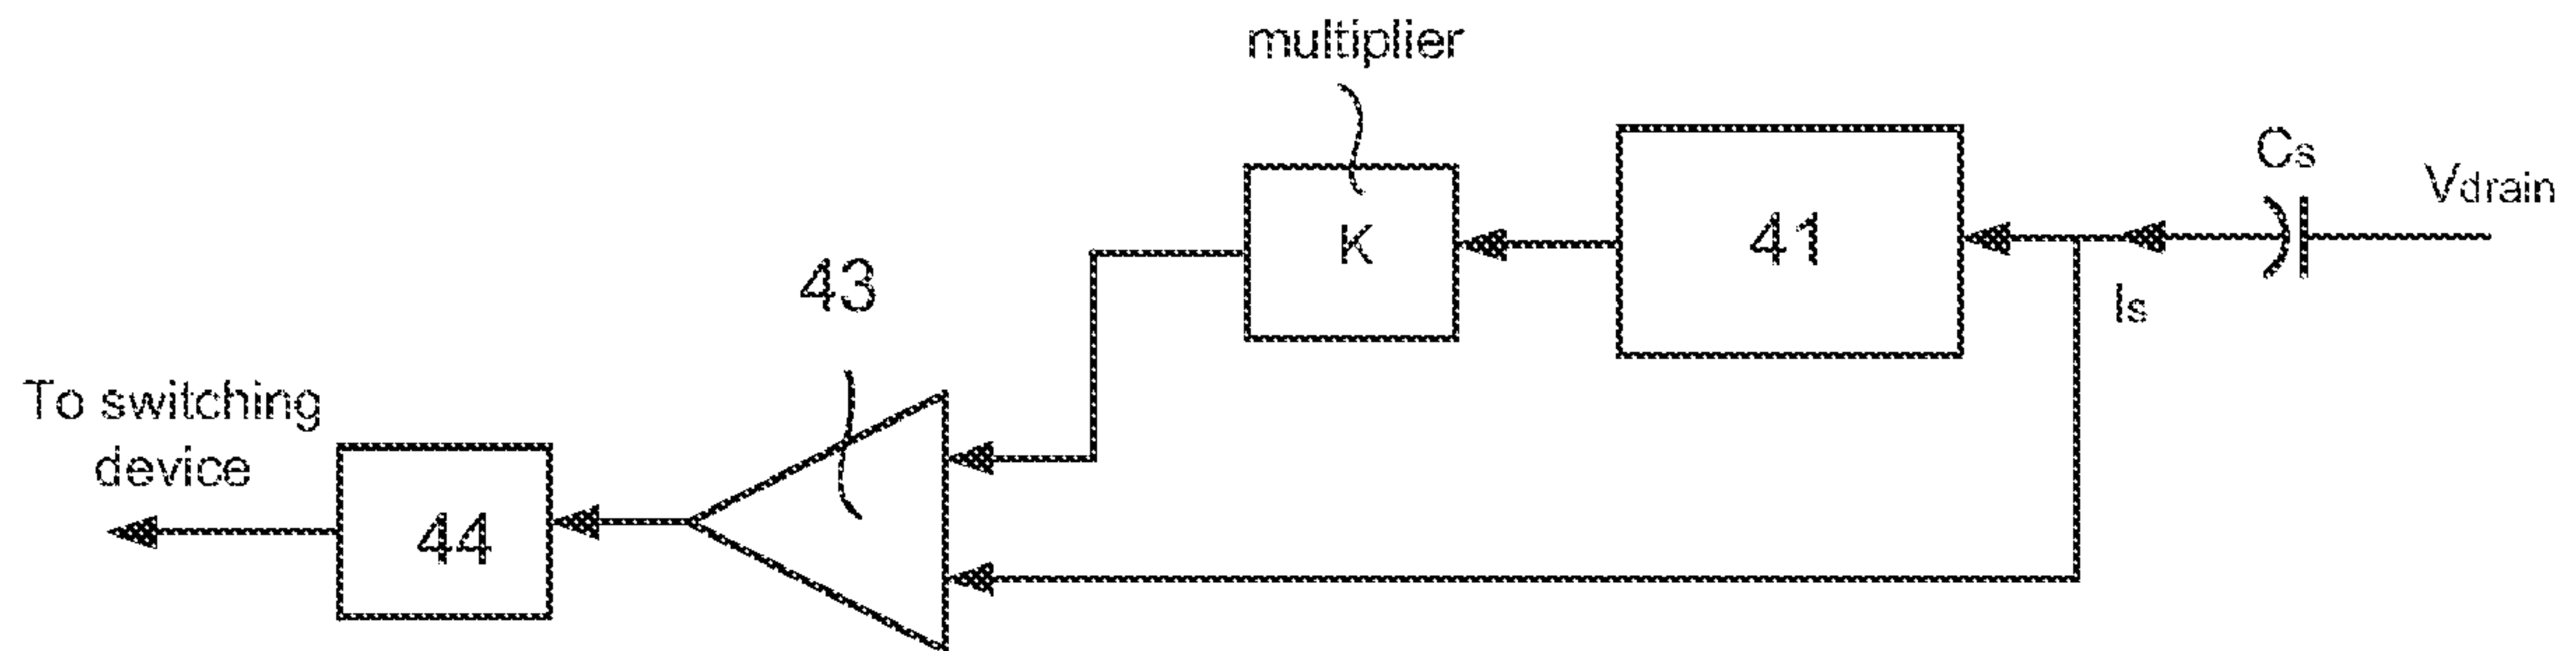 multiplier
Cs
Vdrain
K
41
43
Is
To switching
device
44